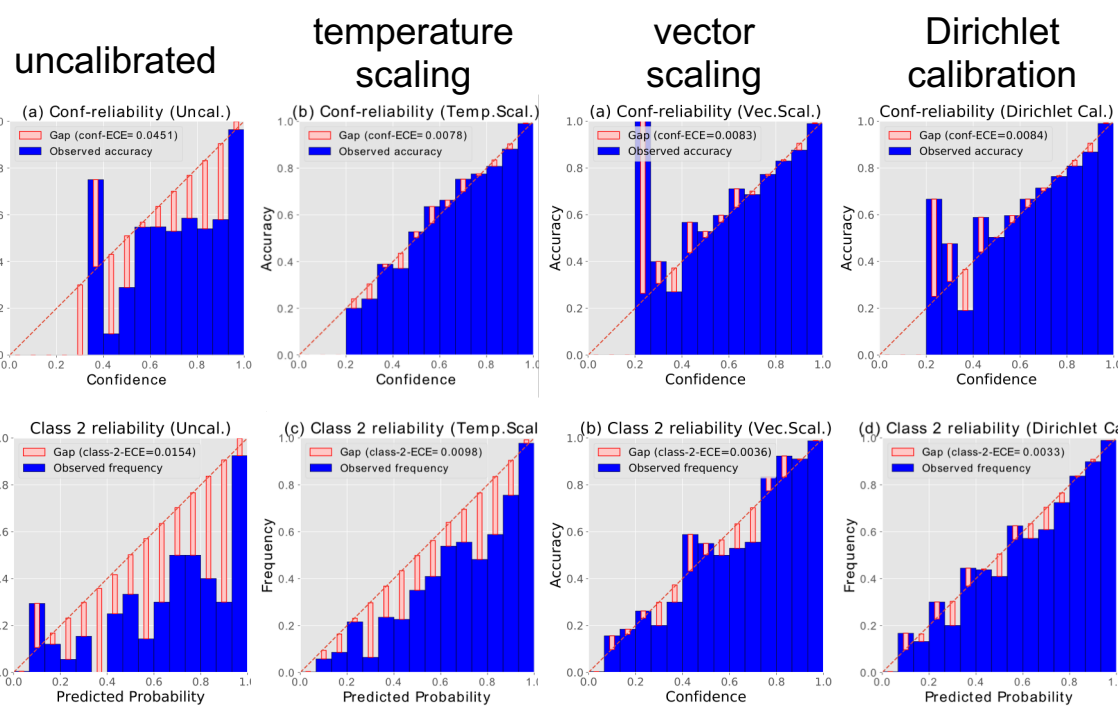 uncalibrated
temperature
scaling
vector
scaling
Dirichlet
calibration
(a) Conf-reliability (Uncal.)
Gap (conf-ECE=0.0451)
Observed accuracy
0.0 0.2 0.4 0.6 0.8 1.0
Confidence
(b) Conf-reliability (Temp.Scal.)
Gap (conf-ECE=0.0078)
Observed accuracy
1.0
0.8
0.6
0.4
0.2
0.0
Accuracy
0.0 0.2 0.4 0.6 0.8 1.0
Confidence
(a) Conf-reliability (Vec.Scal.)
Gap (conf-ECE=0.0083)
Observed accuracy
1.0
0.8
0.6
0.4
0.2
0.0
Accuracy
0.0 0.2 0.4 0.6 0.8 1.0
Confidence
Conf-reliability (Dirichlet Cal.)
Gap (conf-ECE=0.0084)
Observed accuracy
1.0
0.8
0.6
0.4
0.2
0.0
Accuracy
0.0 0.2 0.4 0.6 0.8 1.0
Confidence
Class 2 reliability (Uncal.)
Gap (class-2-ECE=0.0154)
Observed frequency
0.0 0.2 0.4 0.6 0.8 1.0
Predicted Probability
(c) Class 2 reliability (Temp.Scal
Gap (class-2-ECE=0.0098)
Observed frequency
1.0
0.8
0.6
0.4
0.2
0.0
Frequency
0.0 0.2 0.4 0.6 0.8 1.0
Predicted Probability
(b) Class 2 reliability (Vec.Scal.)
Gap (class-2-ECE=0.0036)
Observed frequency
1.0
0.8
0.6
0.4
0.2
0.0
Accuracy
0.0 0.2 0.4 0.6 0.8 1.0
Confidence
(d) Class 2 reliability (Dirichlet Ca
Gap (class-2-ECE=0.0033)
Observed frequency
1.0
0.8
0.6
0.4
0.2
0.0
Frequency
0.0 0.2 0.4 0.6 0.8 1.0
Predicted Probability